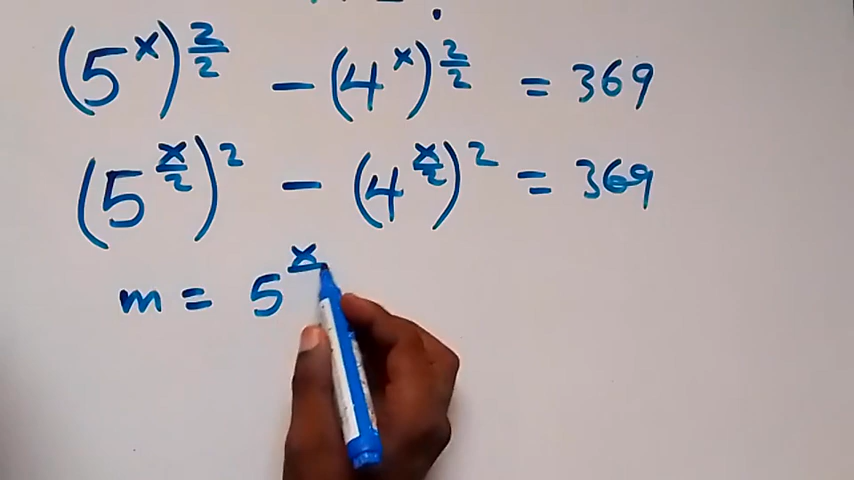 (5^x)^(2/2) - (4^x)^(2/2) = 369
(5^(x/2))^2 - (4^(x/2))^2 = 369
m = 5^x